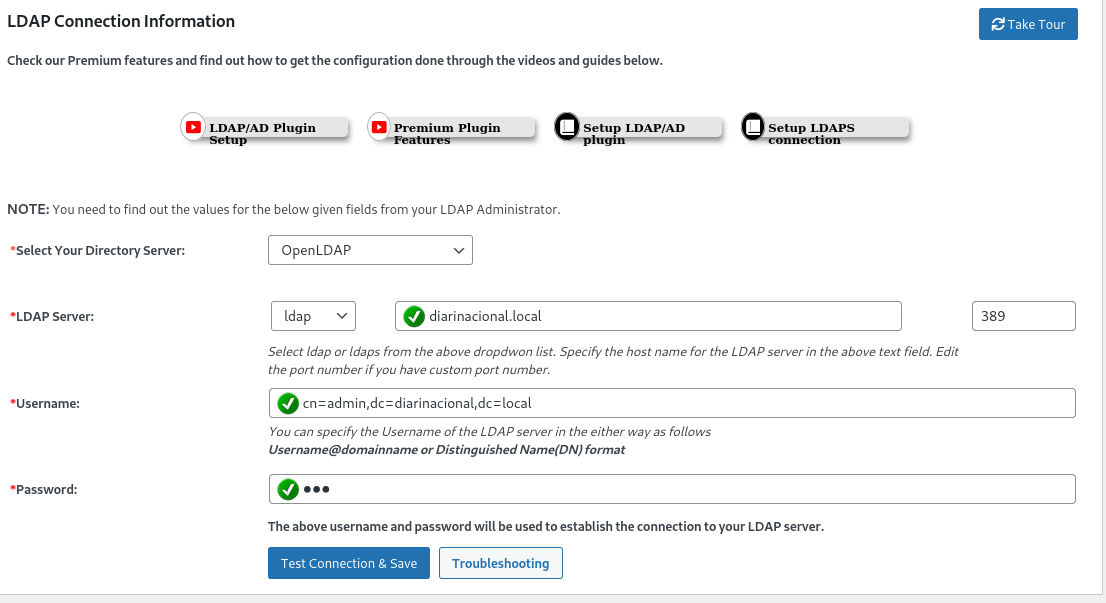 LDAP Connection Information
Take Tour
Check our Premium features and find out how to get the configuration done through the videos and guides below.
LDAP/AD Plugin
Setup
Premium Plugin
Features
Setup LDAP/AD
plugin
Setup LDAPS
connection
NOTE: You need to find out the values for the below given fields from your LDAP Administrator.
*Select Your Directory Server:
OpenLDAP
*LDAP Server:
ldap
diarinacional.local
389
Select ldap or ldaps from the above dropdwon list. Specify the host name for the LDAP server in the above text field. Edit
the port number if you have custom port number.
*Username:
cn=admin,dc=diarinacional,dc=local
You can specify the Username of the LDAP server in the either way as follows
Username@domainname or Distinguished Name(DN) format
*Password:
•••
The above username and password will be used to establish the connection to your LDAP server.
Test Connection & Save
Troubleshooting